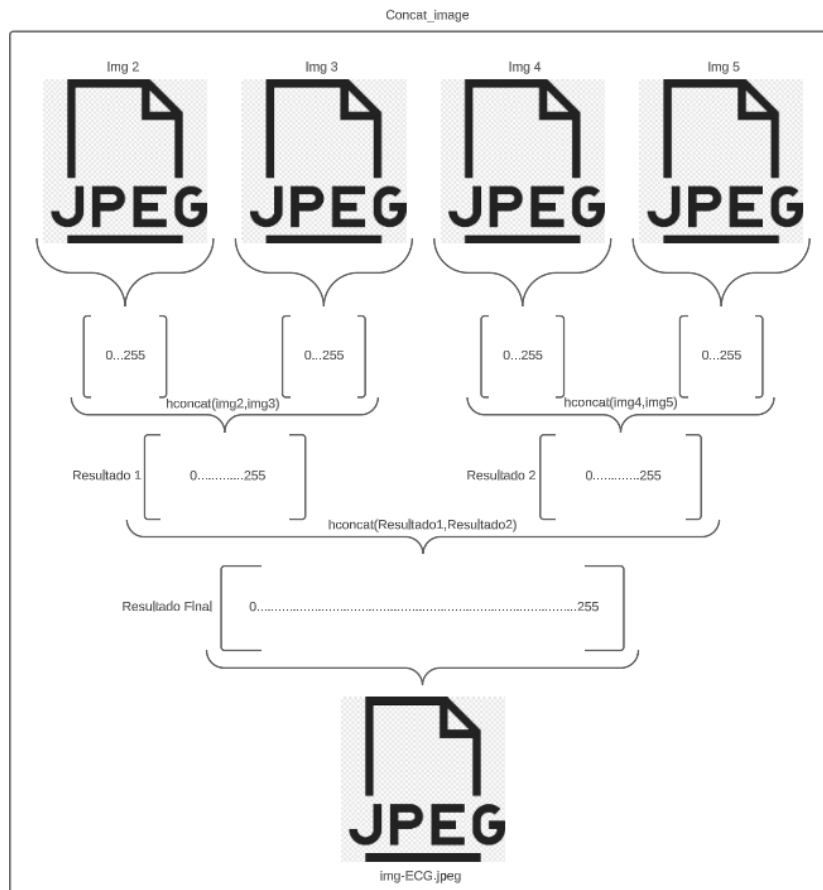 Concat_image
Img 2 Img 3 Img 4 Img 5
JPEG JPEG JPEG JPEG
0...255 0...255 0...255 0...255
hconcat(img2,img3) hconcat(img4,img5)
Resultado 1 0............255 Resultado 2 0............255
hconcat(Resultado1,Resultado2)
Resultado Final 0..............................................................................255
JPEG
img-ECG.jpeg